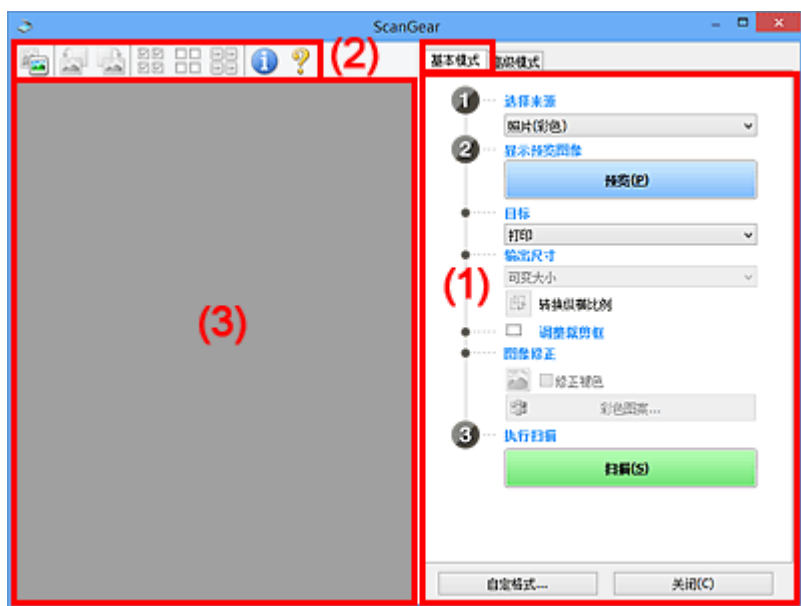 ScanGear
(2)
基本模式 高级模式
(3)
(1)
1 选择来源
照片(彩色)
2 显示预览图像
预览(P)
目标
打印
输出尺寸
可变大小
转换纵横比例
调整裁剪框
图像修正
修正褪色
彩色图案...
3 执行扫描
扫描(S)
自定格式... 关闭(C)